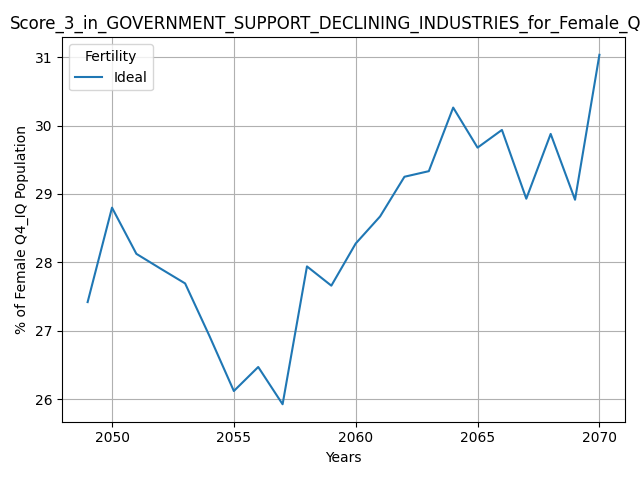 Score_3_in_GOVERNMENT_SUPPORT_DECLINING_INDUSTRIES_for_Female_Q
Fertility
Ideal
% of Female Q4_IQ Population
31
30
29
28
27
26
2050
2055
2060
2065
2070
Years